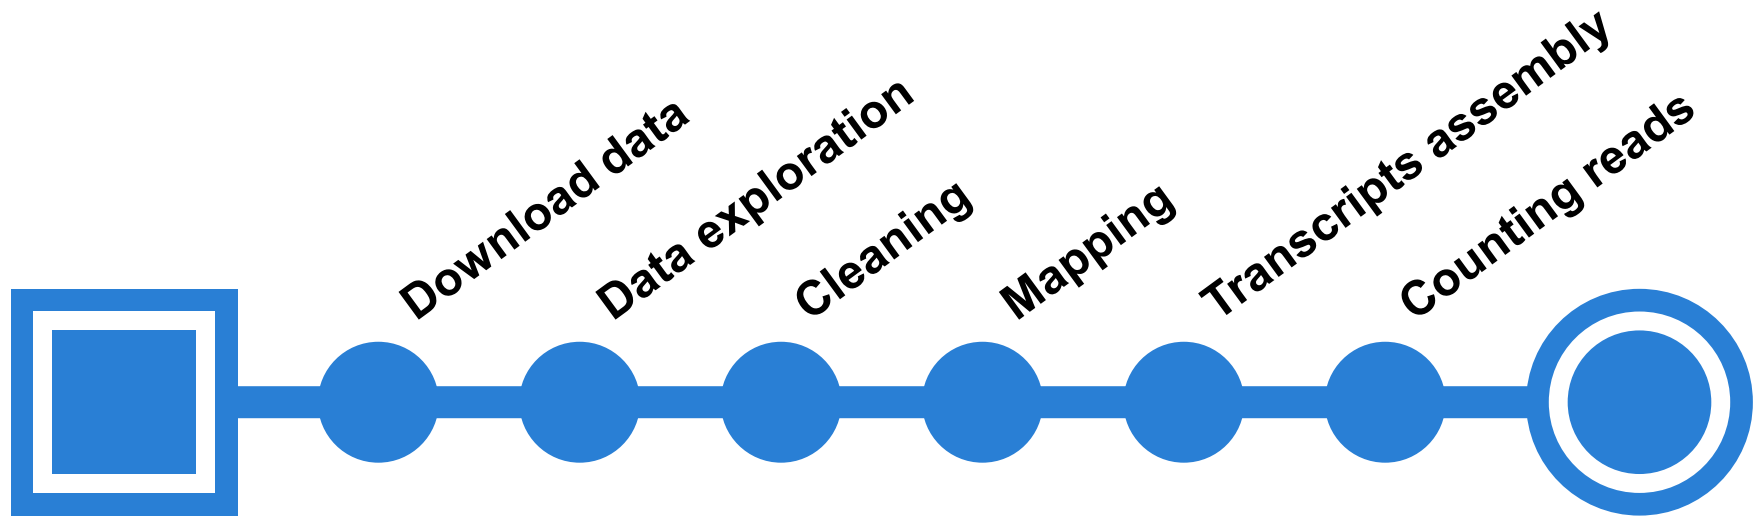 Download data
Data exploration
Cleaning
Mapping
Transcripts assembly
Counting reads